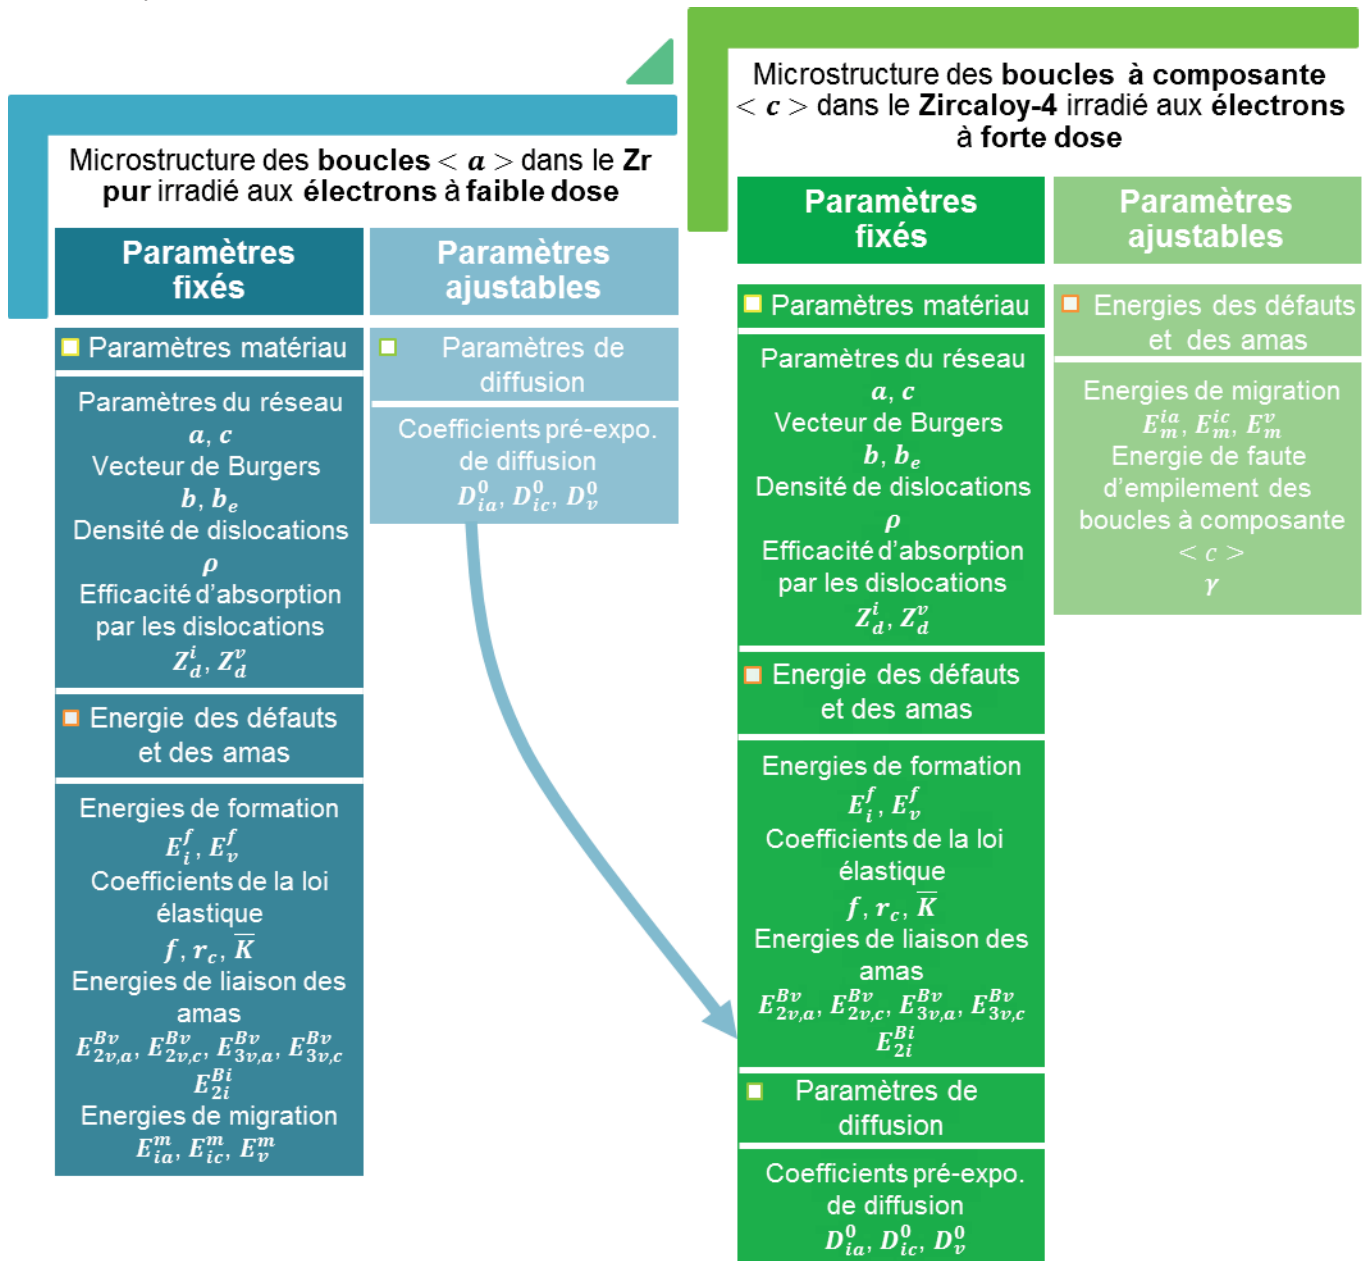 Microstructure des boucles < a > dans le Zr
pur irradié aux électrons à faible dose
Paramètres
fixés
Paramètres matériau
Paramètres du réseau
a, c
Vecteur de Burgers
b, b_e
Densité de dislocations
ρ
Efficacité d'absorption
par les dislocations
Z_d^i, Z_d^v
Energie des défauts
et des amas
Energies de formation
E_i^f, E_v^f
Coefficients de la loi
élastique
f, r_c, K̅
Energies de liaison des
amas
E_{2v,a}^{Bv}, E_{2v,c}^{Bv}, E_{3v,a}^{Bv}, E_{3v,c}^{Bv}
E_{2i}^{Bi}
Energies de migration
E_{ia}^m, E_{ic}^m, E_v^m
Paramètres
ajustables
Paramètres de
diffusion
Coefficients pré-expo.
de diffusion
D_{ia}^0, D_{ic}^0, D_v^0
Microstructure des boucles à composante
< c > dans le Zircaloy-4 irradié aux électrons
à forte dose
Paramètres
fixés
Paramètres matériau
Paramètres du réseau
a, c
Vecteur de Burgers
b, b_e
Densité de dislocations
ρ
Efficacité d'absorption
par les dislocations
Z_d^i, Z_d^v
Energie des défauts
et des amas
Energies de formation
E_i^f, E_v^f
Coefficients de la loi
élastique
f, r_c, K̅
Energies de liaison des
amas
E_{2v,a}^{Bv}, E_{2v,c}^{Bv}, E_{3v,a}^{Bv}, E_{3v,c}^{Bv}
E_{2i}^{Bi}
Paramètres de
diffusion
Coefficients pré-expo.
de diffusion
D_{ia}^0, D_{ic}^0, D_v^0
Paramètres
ajustables
Energies des défauts
et des amas
Energies de migration
E_m^{ia}, E_m^{ic}, E_m^v
Energie de faute
d'empilement des
boucles à composante
< c >
γ